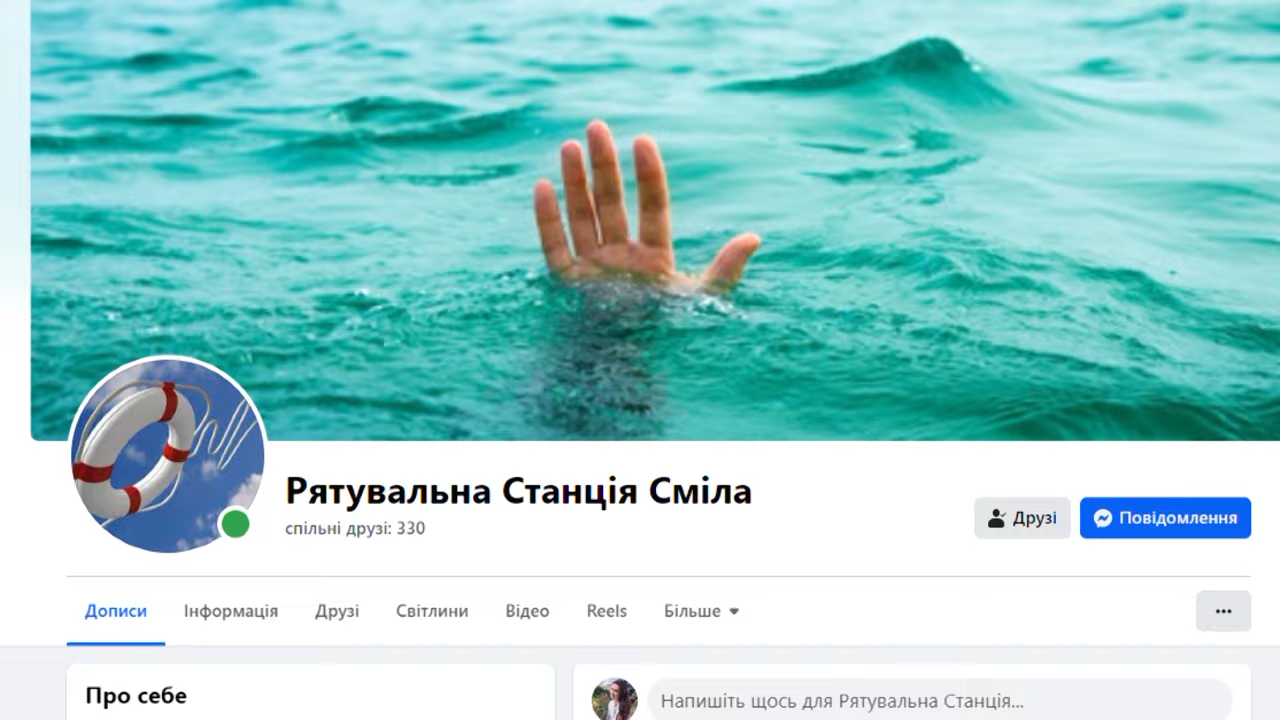 Рятувальна Станція Сміла
спільні друзі: 330
Друзі
Повідомлення
Дописи Інформація Друзі Світлини Відео Reels Більше
Про себе
Напишіть щось для Рятувальна Станція...